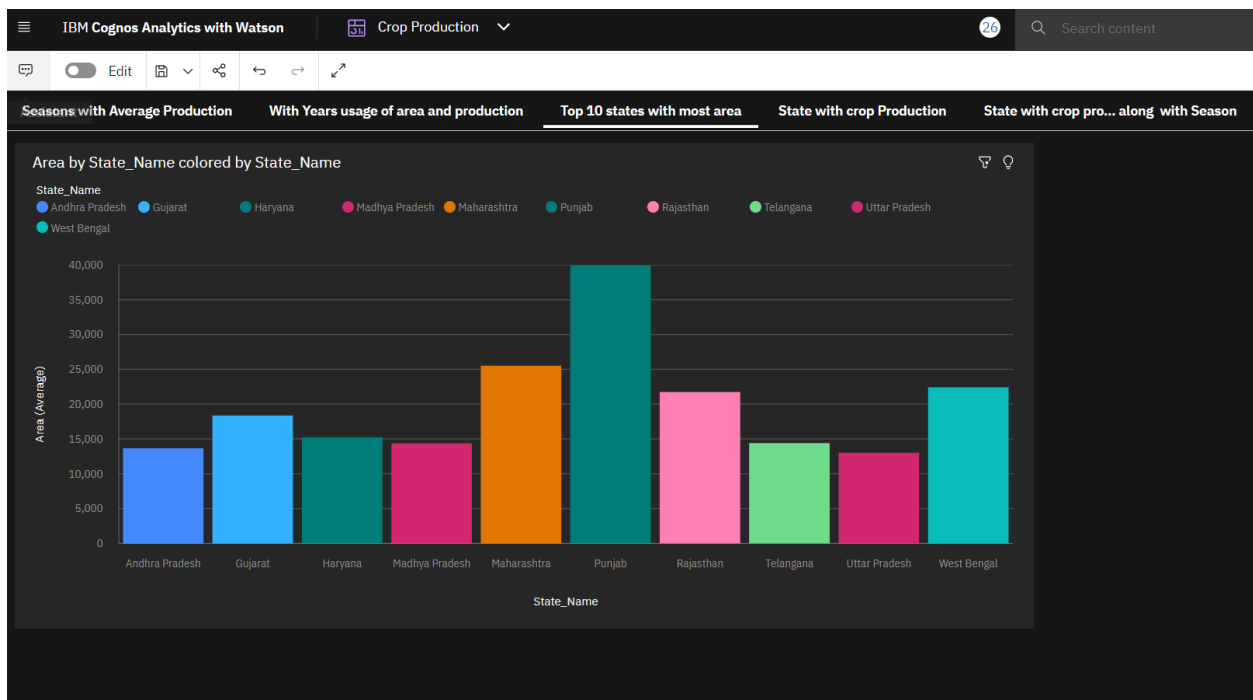 IBM Cognos Analytics with Watson Crop Production 26 Search content
Edit
Seasons with Average Production With Years usage of area and production Top 10 states with most area State with crop Production State with crop pro... along with Season
Area by State_Name colored by State_Name
State_Name
Andhra Pradesh Gujarat Haryana Madhya Pradesh Maharashtra Punjab Rajasthan Telangana Uttar Pradesh
West Bengal
40,000
35,000
30,000
25,000
20,000
15,000
10,000
5,000
0
Area (Average)
Andhra Pradesh Gujarat Haryana Madhya Pradesh Maharashtra Punjab Rajasthan Telangana Uttar Pradesh West Bengal
State_Name